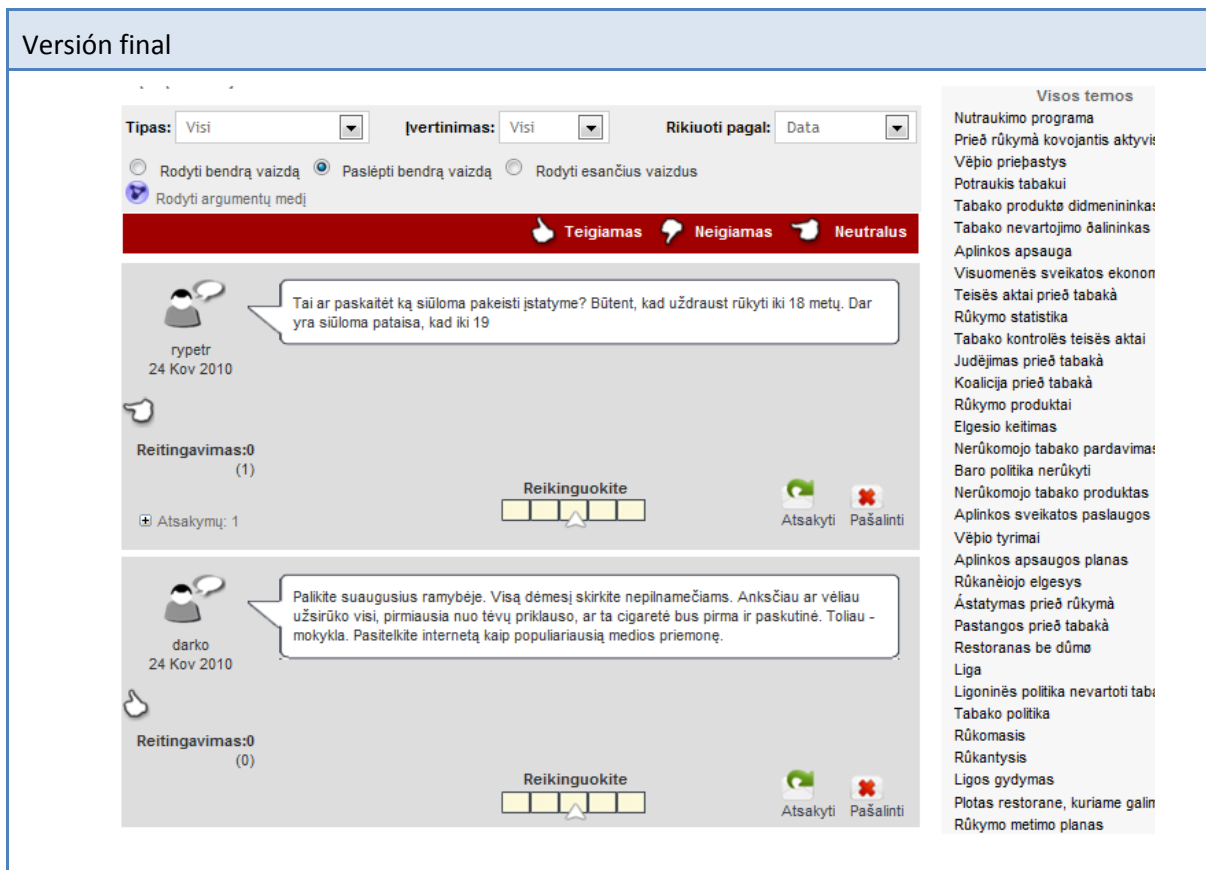 Versión final
Tipas: Visi Įvertinimas: Visi Rikiuoti pagal: Data
Rodyti bendrą vaizdą Paslėpti bendrą vaizdą Rodyti esančius vaizdus
Rodyti argumentų medį
Teigiamas Neigiamas Neutralus
Tai ar paskaitėt ką siūloma pakeisti įstatyme? Būtent, kad uždraust rūkyti iki 18 metų. Dar
yra siūloma pataisa, kad iki 19
rypetr
24 Kov 2010
Reitingavimas:0
(1)
Reikinguokite
Atsakyti Pašalinti
Atsakymų: 1
Palikite suaugusius ramybėje. Visą dėmesį skirkite nepilnamečiams. Anksčiau ar vėliau
užsirūko visi, pirmiausia nuo tėvų priklauso, ar ta cigaretė bus pirma ir paskutinė. Toliau -
mokykla. Pasitelkite internetą kaip populiariausią medios priemonę.
darko
24 Kov 2010
Reitingavimas:0
(0)
Reikinguokite
Atsakyti Pašalinti
Visos temos
Nutraukimo programa
Prieð rûkymà kovojantis aktyvis
Vëþio prieþastys
Potraukis tabakui
Tabako produktø didmenininkas
Tabako nevartojimo ðalininkas
Aplinkos apsauga
Visuomenës sveikatos ekonom
Teisës aktai prieð tabakà
Rûkymo statistika
Tabako kontrolës teisës aktai
Judëjimas prieð tabakà
Koalicija prieð tabakà
Rûkymo produktai
Elgesio keitimas
Nerûkomojo tabako pardavimas
Baro politika nerûkyti
Nerûkomojo tabako produktas
Aplinkos sveikatos paslaugos
Vëþio tyrimai
Aplinkos apsaugos planas
Rûkanèiojo elgesys
Ástatymas prieð rûkymà
Pastangos prieð tabakà
Restoranas be dûmø
Liga
Ligoninës politika nevartoti taba
Tabako politika
Rûkomasis
Rûkantysis
Ligos gydymas
Plotas restorane, kuriame galim
Rûkymo metimo planas